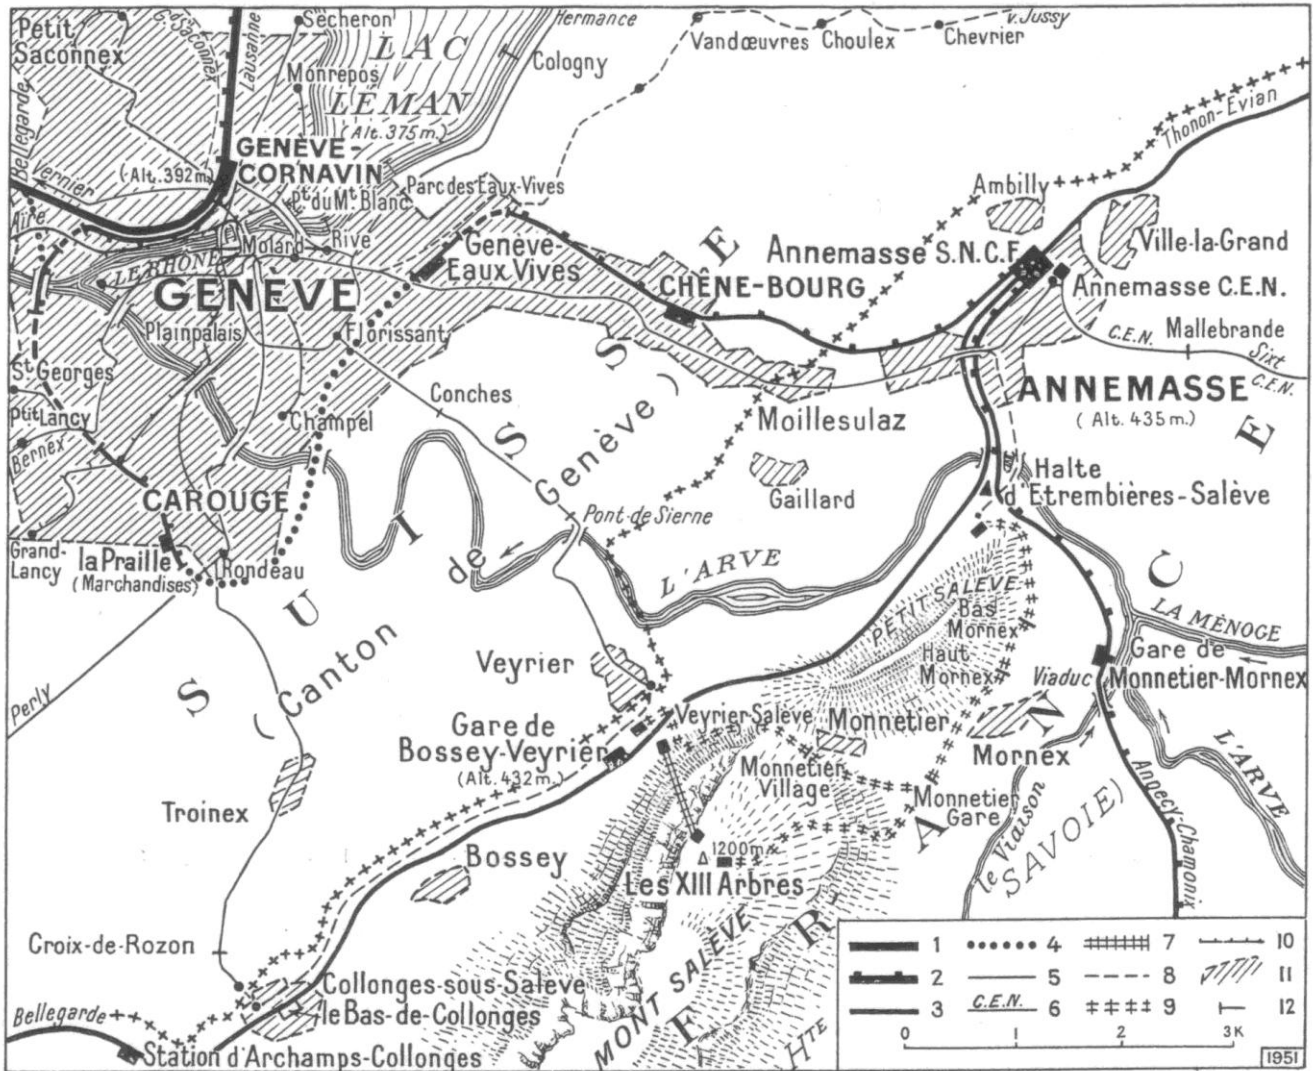 Petit
Saconnex
Gd Saconnex
Lausanne
Sécheron
LAC
LEMAN
(Alt. 375 m.)
Hermance
Cologny
Vandœuvres
Choulex
Chevrier
v. Jussy
Monrepos
Bellegarde
Vernier
(Alt. 392 m.)
GENÈVE-
CORNAVIN
Pt du Mt Blanc
Parc des Eaux-Vives
Thonon-Evian
Ambilly
Aïre
LE RHÔNE
Molard
Rive
Genève-
Eaux Vives
Annemasse S.N.C.F.
Ville-la-Grand
GENÈVE
CHÊNE-BOURG
Annemasse C.E.N.
Plainpalais
Florissant
C.E.N.
Mallebrande
Sixt
C.E.N.
St Georges
Conches
ANNEMASSE
(Alt. 435 m.)
Ptit Lancy
Champel
Moillesulaz
Bernex
CAROUGE
Gaillard
Halte
d'Etrembières-Salève
Pont-de Sierne
Grand-
Lancy
la Praille
(Marchandises)
Rondeau
L'ARVE
PETIT SALÈVE
Bas
Mornex
Haut
Mornex
LA MÉNOGE
SUISSE
(Canton de Genève)
Veyrier
Viaduc
Gare de
Monnetier-Mornex
Perly
Gare de
Bossey-Veyrier
(Alt. 432 m.)
Veyrier-Salève
Monnetier
Mornex
L'ARVE
Monnetier
Village
Monnetier
Gare
Troinex
le Viaison
Annecy-Chamonix
1200 m.
Bossey
Les XIII Arbres
FRANCE
(Hte SAVOIE)
Croix-de-Rozon
MONT SALÈVE
Collonges-sous-Salève
le Bas-de-Collonges
Bellegarde
Station d'Archamps-Collonges
1 4 7 10
2 5 8 11
3 C.E.N. 6 9 12
0 1 2 3 K
1951